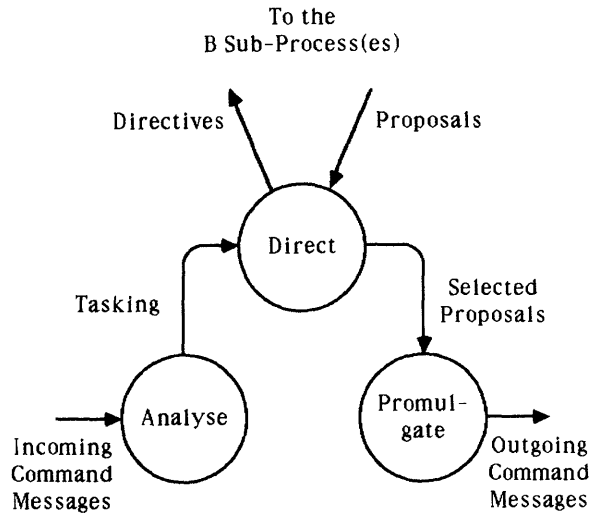 To the
B Sub-Process(es)
Directives
Proposals
Direct
Tasking
Selected
Proposals
Analyse
Promul-
gate
Incoming
Command
Messages
Outgoing
Command
Messages